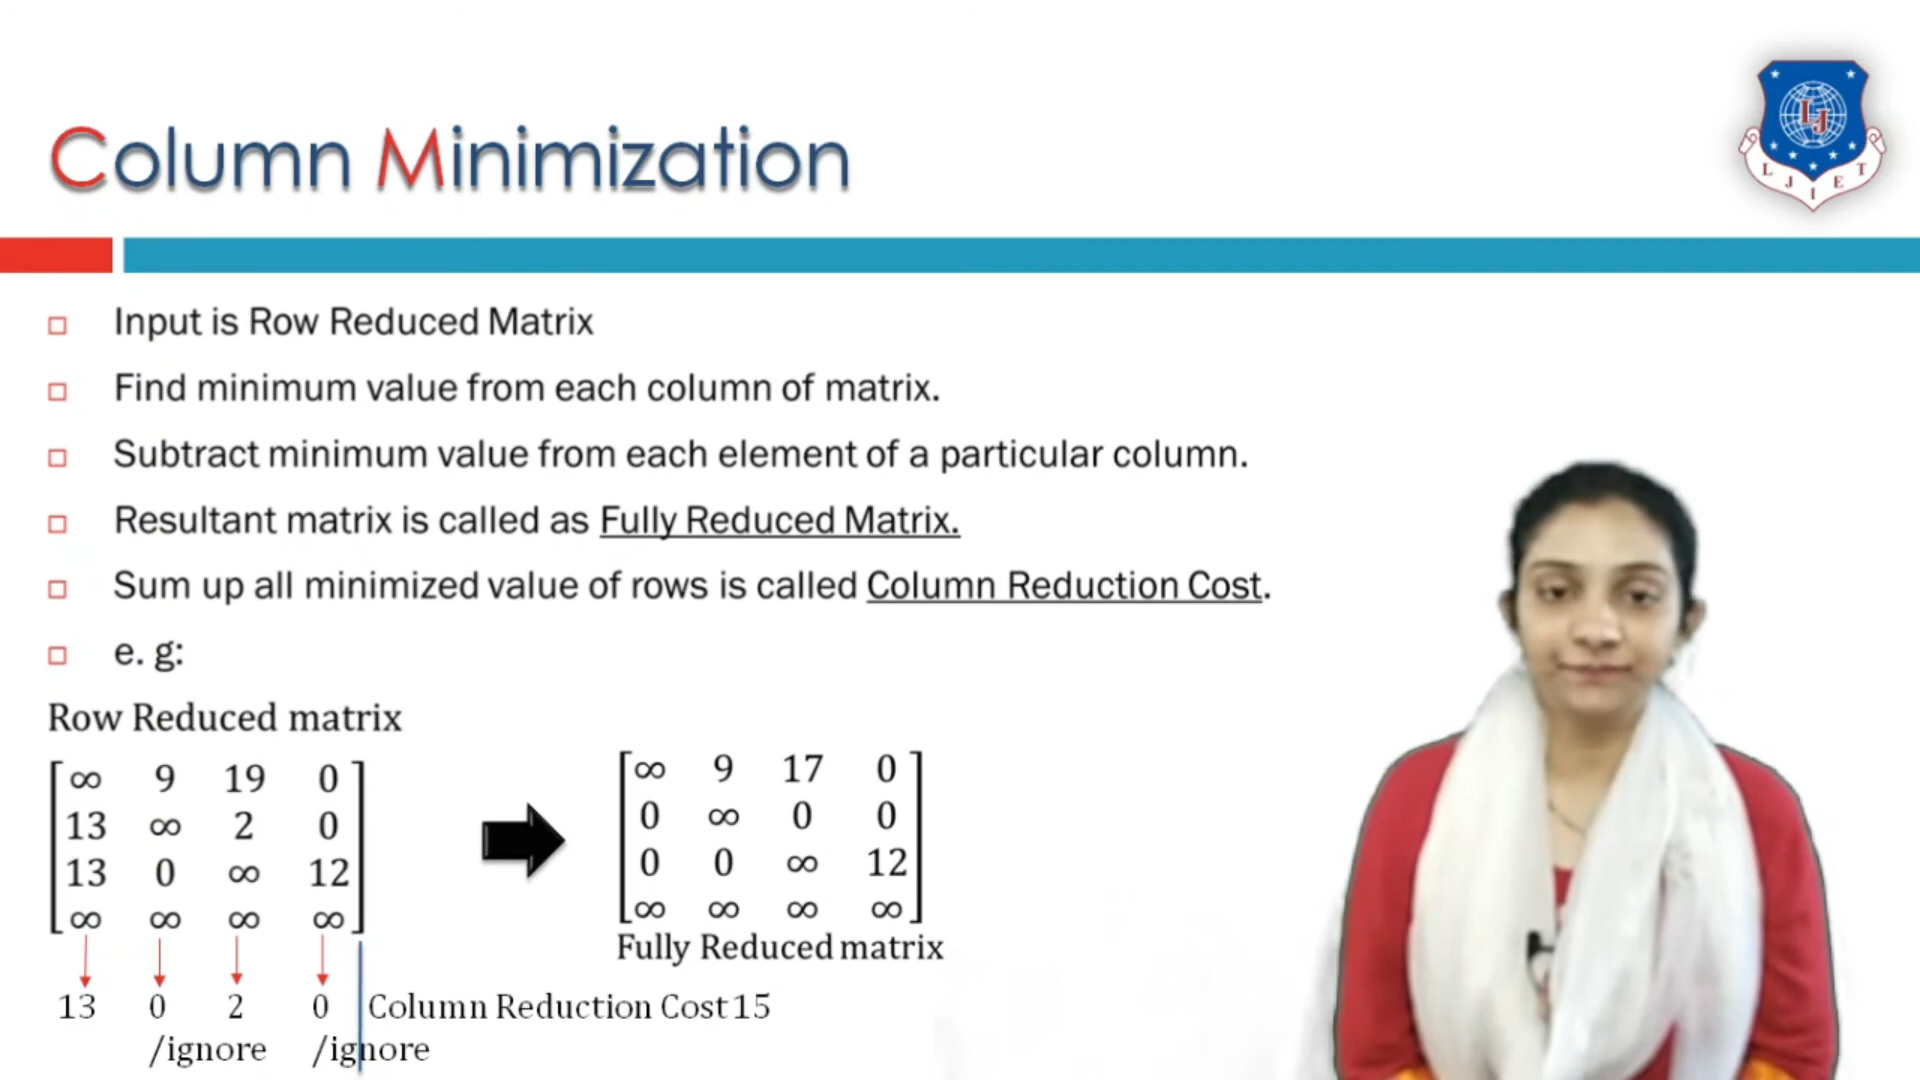 Column Minimization
LJ
L J I E T
Input is Row Reduced Matrix
Find minimum value from each column of matrix.
Subtract minimum value from each element of a particular column.
Resultant matrix is called as Fully Reduced Matrix.
Sum up all minimized value of rows is called Column Reduction Cost.
e. g:
Row Reduced matrix
∞ 9 19 0
13 ∞ 2 0
13 0 ∞ 12
∞ ∞ ∞ ∞
∞ 9 17 0
0 ∞ 0 0
0 0 ∞ 12
∞ ∞ ∞ ∞
Fully Reduced matrix
13 0 2 0 Column Reduction Cost15
/ignore /ignore